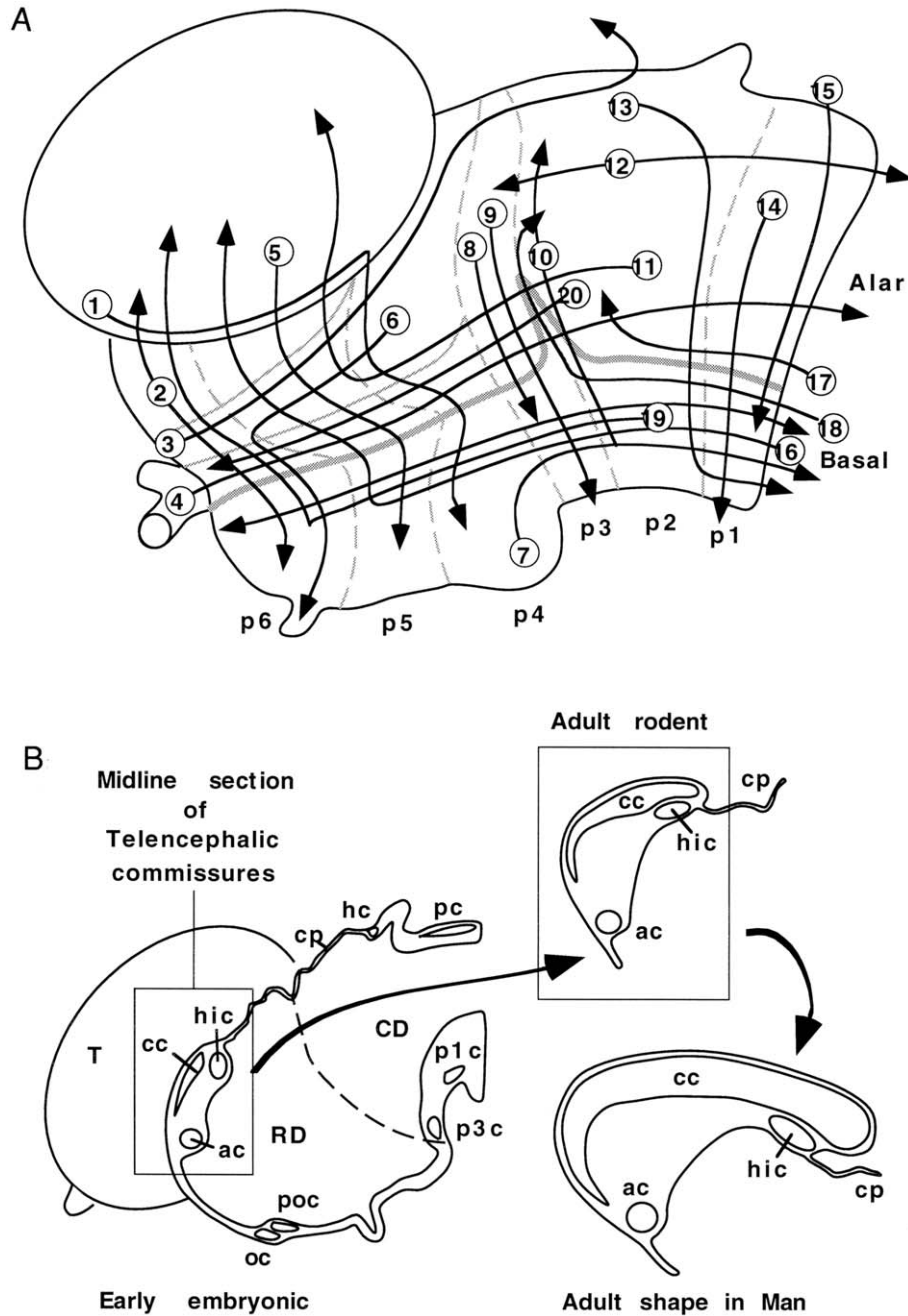 A
15
13
12
9
14
8
5
10
11
20
Alar
1
6
2
17
3
19
18
16
Basal
4
7
p3
p2
p1
p6
p5
p4
Adult rodent
B
Midline section
of
Telencephalic
commissures
cp
cc
hic
ac
hc
pc
cp
hic
cc
CD
T
p1c
RD
p3c
ac
poc
oc
cc
hic
cp
ac
Early embryonic
Adult shape in Man